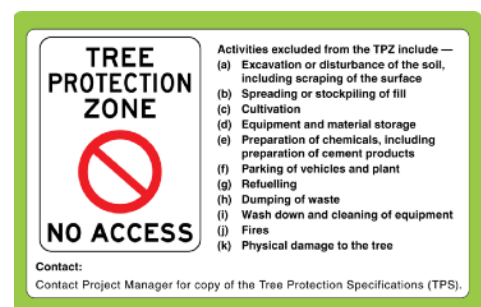 TREE
PROTECTION
ZONE
NO ACCESS
Activities excluded from the TPZ include —
(a) Excavation or disturbance of the soil,
including scraping of the surface
(b) Spreading or stockpiling of fill
(c) Cultivation
(d) Equipment and material storage
(e) Preparation of chemicals, including
preparation of cement products
(f) Parking of vehicles and plant
(g) Refuelling
(h) Dumping of waste
(i) Wash down and cleaning of equipment
(j) Fires
(k) Physical damage to the tree
Contact:
Contact Project Manager for copy of the Tree Protection Specifications (TPS).